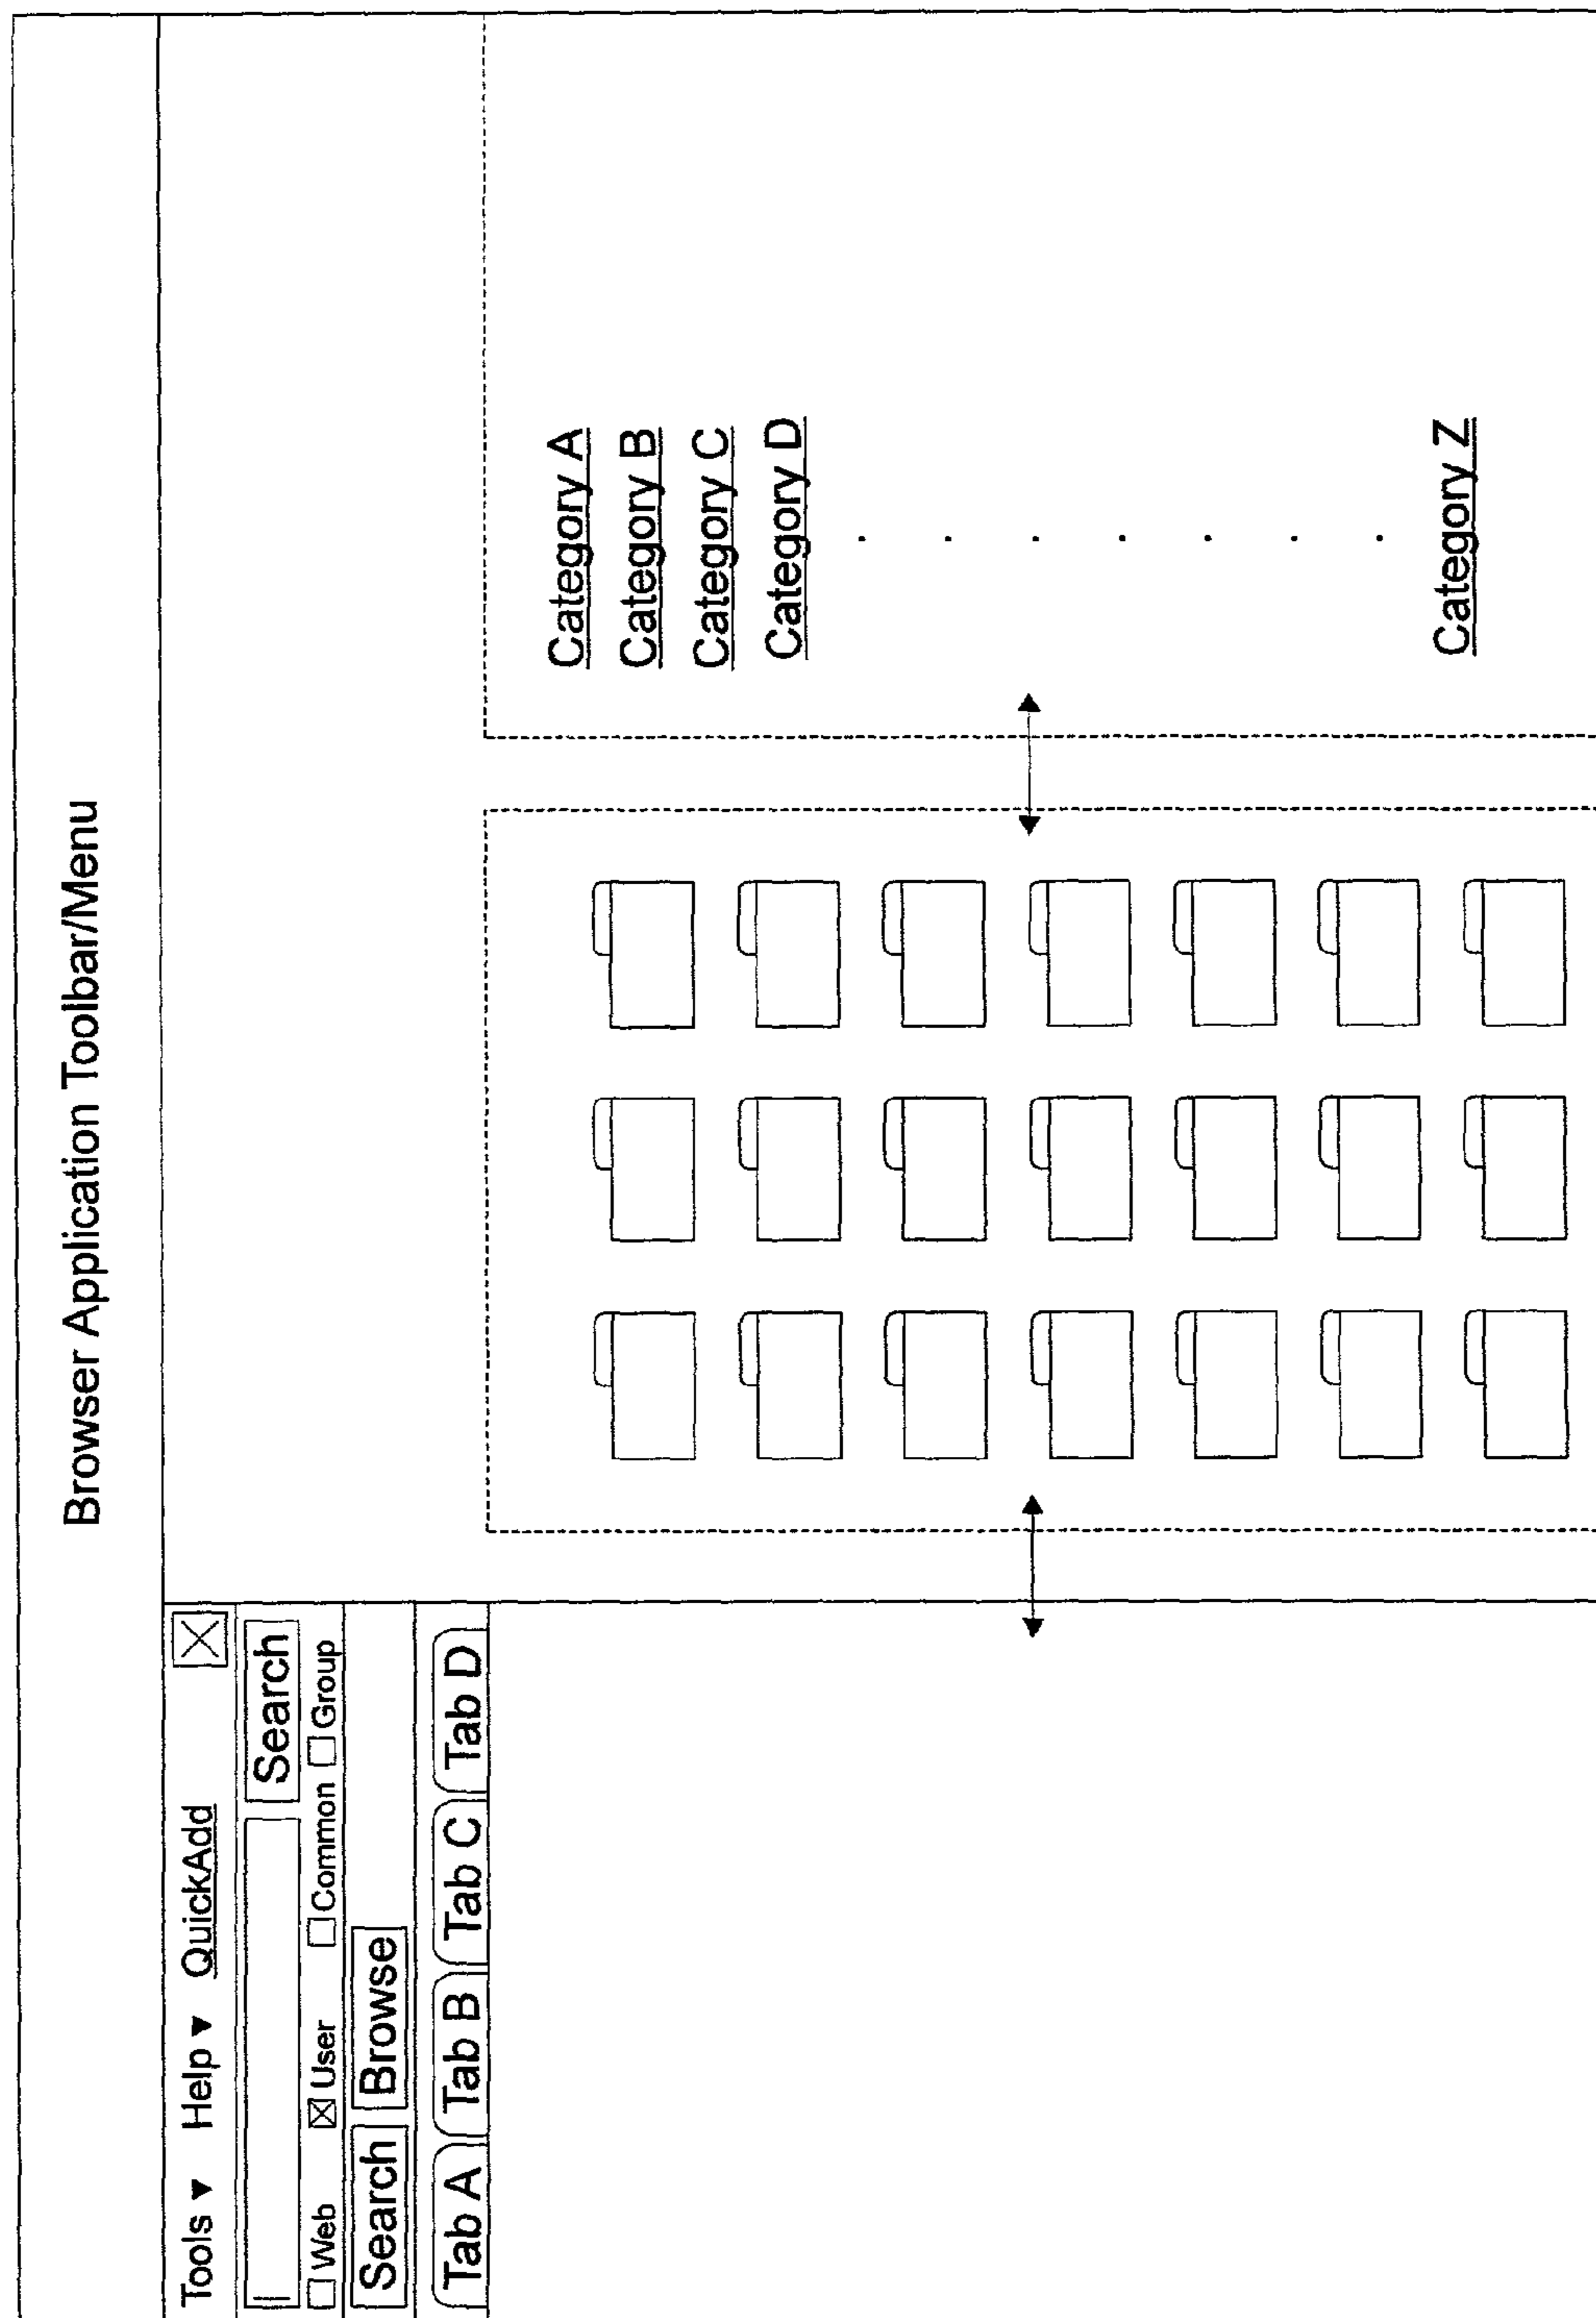 Browser Application Toolbar/Menu
Tools ▼ Help ▼ QuickAdd
Search
Web User Common Group
Search Browse
Tab A Tab B Tab C Tab D
Category A
Category B
Category C
Category D
Category Z